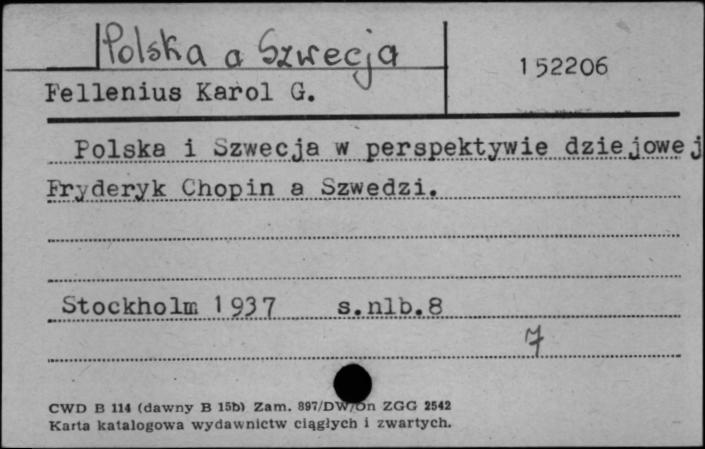 Polska a Szwecja
152206
Fellenius Karol G.
Polska i Szwecja w perspektywie dziejowej
Fryderyk Chopin a Szwedzi.
Stockholm 1937 s.nlb.8
7
CWD B 114 (dawny B 15b) Zam. 897/DW/Dn ZGG 2542
Karta katalogowa wydawnictw ciągłych i zwartych.